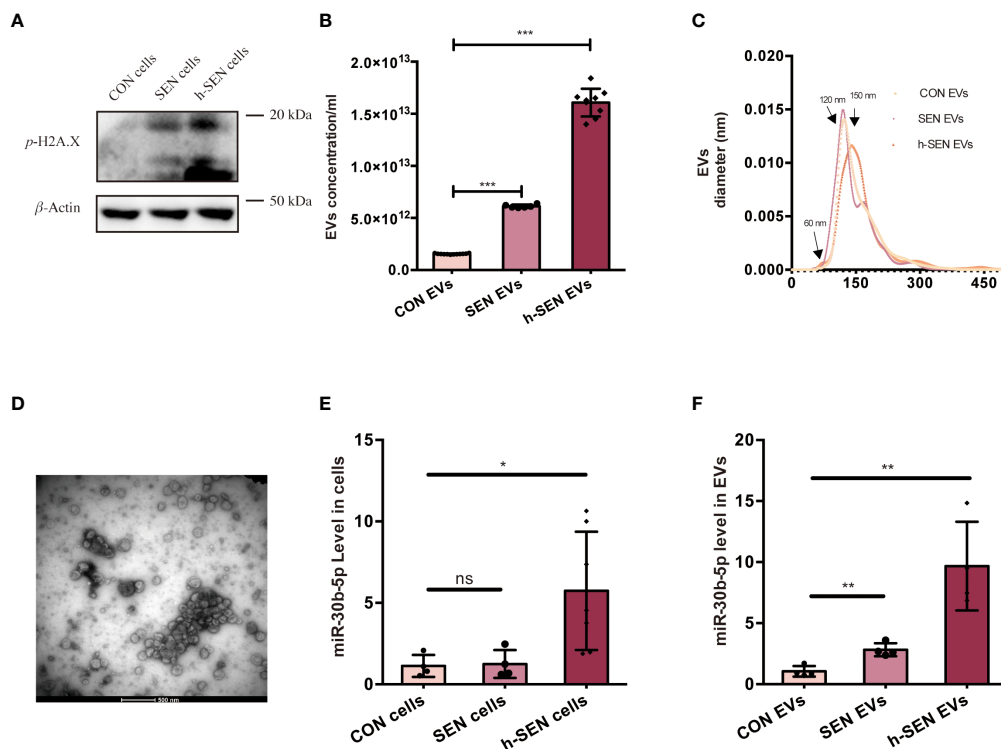 A
CON cells
SEN cells
h-SEN cells
20 kDa
p-H2A.X
50 kDa
β-Actin
B
EVs concentration/ml
2.0×10¹³
1.5×10¹³
1.0×10¹³
5.0×10¹²
0.0
***
***
CON EVs
SEN EVs
h-SEN EVs
C
EVs
diameter (nm)
0.020
0.015
0.010
0.005
0.000
120 nm
150 nm
60 nm
CON EVs
SEN EVs
h-SEN EVs
0
150
300
450
D
500 nm
E
miR-30b-5p Level in cells
15
10
5
0
*
ns
CON cells
SEN cells
h-SEN cells
F
miR-30b-5p level in EVs
20
15
10
5
0
**
**
CON EVs
SEN EVs
h-SEN EVs